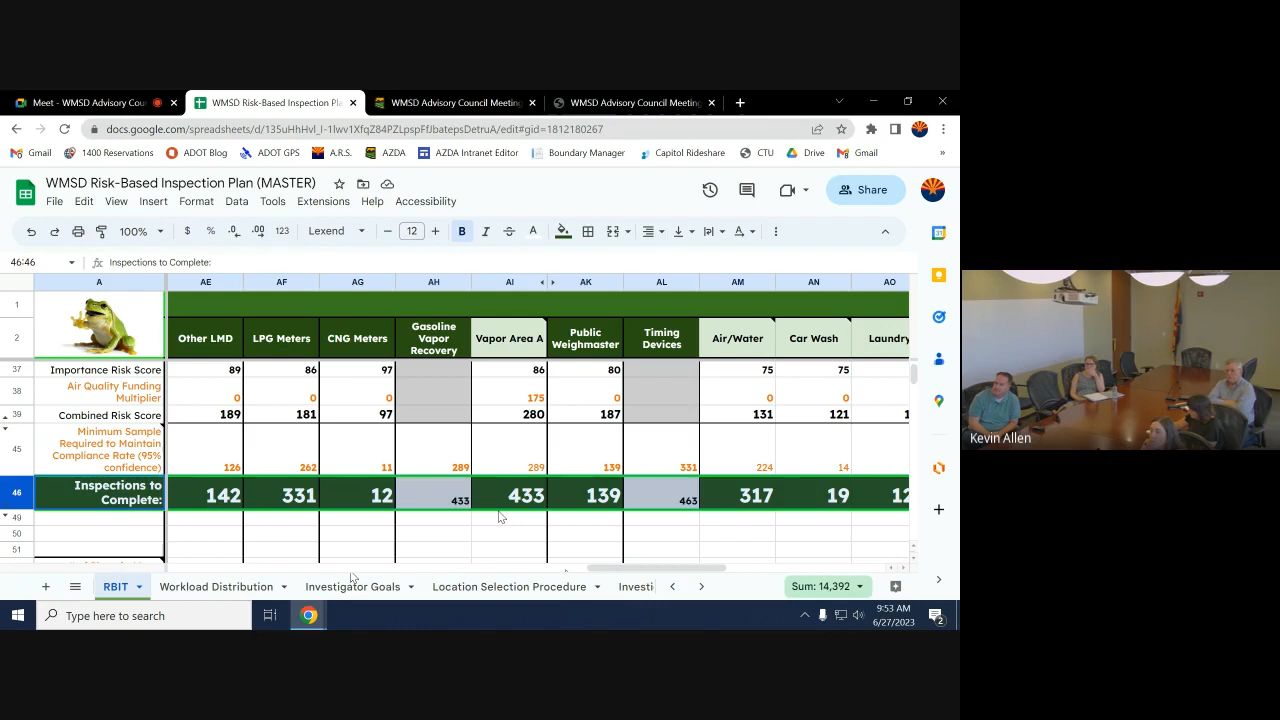 Meet - WMSD Advisory Cou
WMSD Risk-Based Inspection Pla
WMSD Advisory Council Meeting
WMSD Advisory Council Meeting
docs.google.com/spreadsheets/d/135uHhHvl_I-1lwv1XfqZ84PZLpspFfJbatepsDetruA/edit#gid=1812180267
Gmail
1400 Reservations
ADOT Blog
ADOT GPS
A.R.S.
AZDA
AZDA Intranet Editor
Boundary Manager
Capitol Rideshare
CTU
Drive
Gmail
WMSD Risk-Based Inspection Plan (MASTER)
File Edit View Insert Format Data Tools Extensions Help Accessibility
Share
100% $ % .0 .00 123 Lexend 12 B I A
46:46 fx Inspections to Complete:
A AE AF AG AH AI AK AL AM AN AO
1
2 Other LMD LPG Meters CNG Meters Gasoline Vapor Recovery Vapor Area A Public Weighmaster Timing Devices Air/Water Car Wash Laundry
37 Importance Risk Score 89 86 97 86 80 75 75
38 Air Quality Funding Multiplier 0 0 0 175 0 0 0
39 Combined Risk Score 189 181 97 280 187 131 121 1
45 Minimum Sample Required to Maintain Compliance Rate (95% confidence) 126 262 11 289 289 139 331 224 14
46 Inspections to Complete: 142 331 12 433 433 139 463 317 19 12
49
50
51
RBIT Workload Distribution Investigator Goals Location Selection Procedure Investi
Sum: 14,392
Type here to search
9:53 AM
6/27/2023
2
Kevin Allen